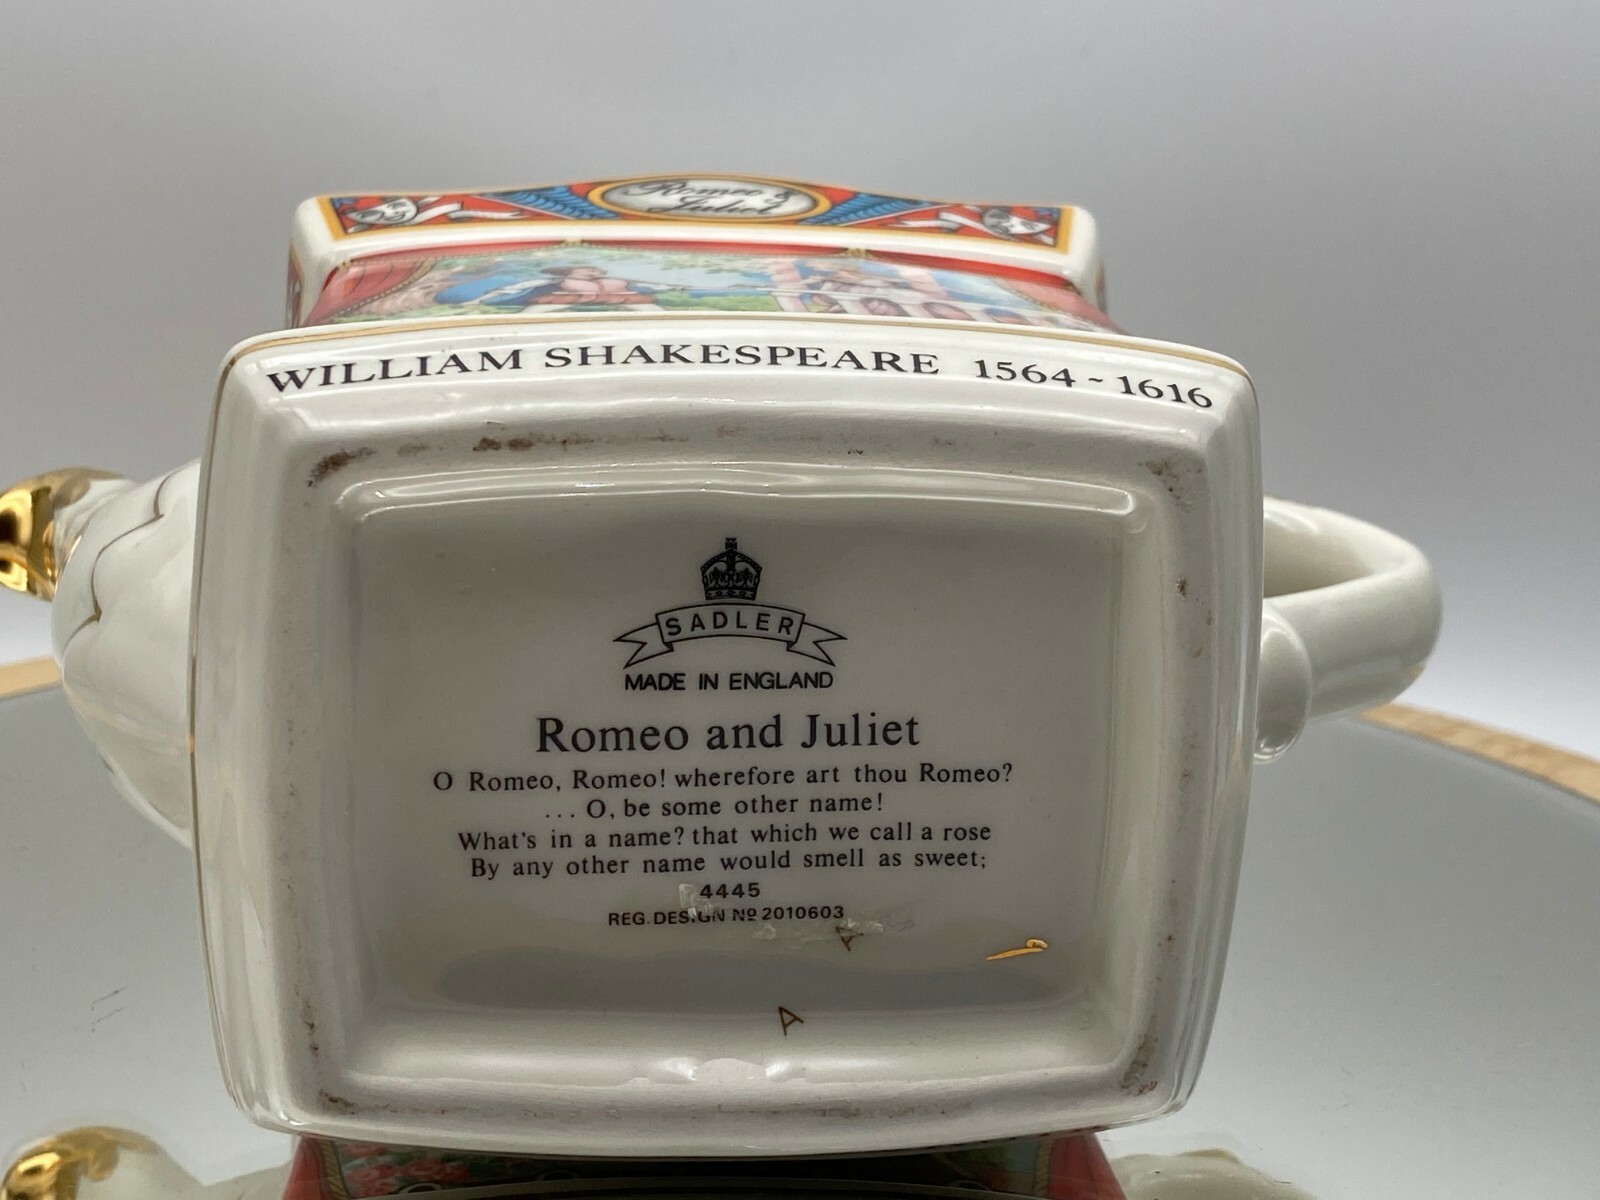 Romeo &
Juliet
WILLIAM SHAKESPEARE 1564 ~ 1616
SADLER
MADE IN ENGLAND
Romeo and Juliet
O Romeo, Romeo! wherefore art thou Romeo?
... O, be some other name!
What's in a name? that which we call a rose
By any other name would smell as sweet;
4445
REG. DESIGN Nº 2010603
A
A